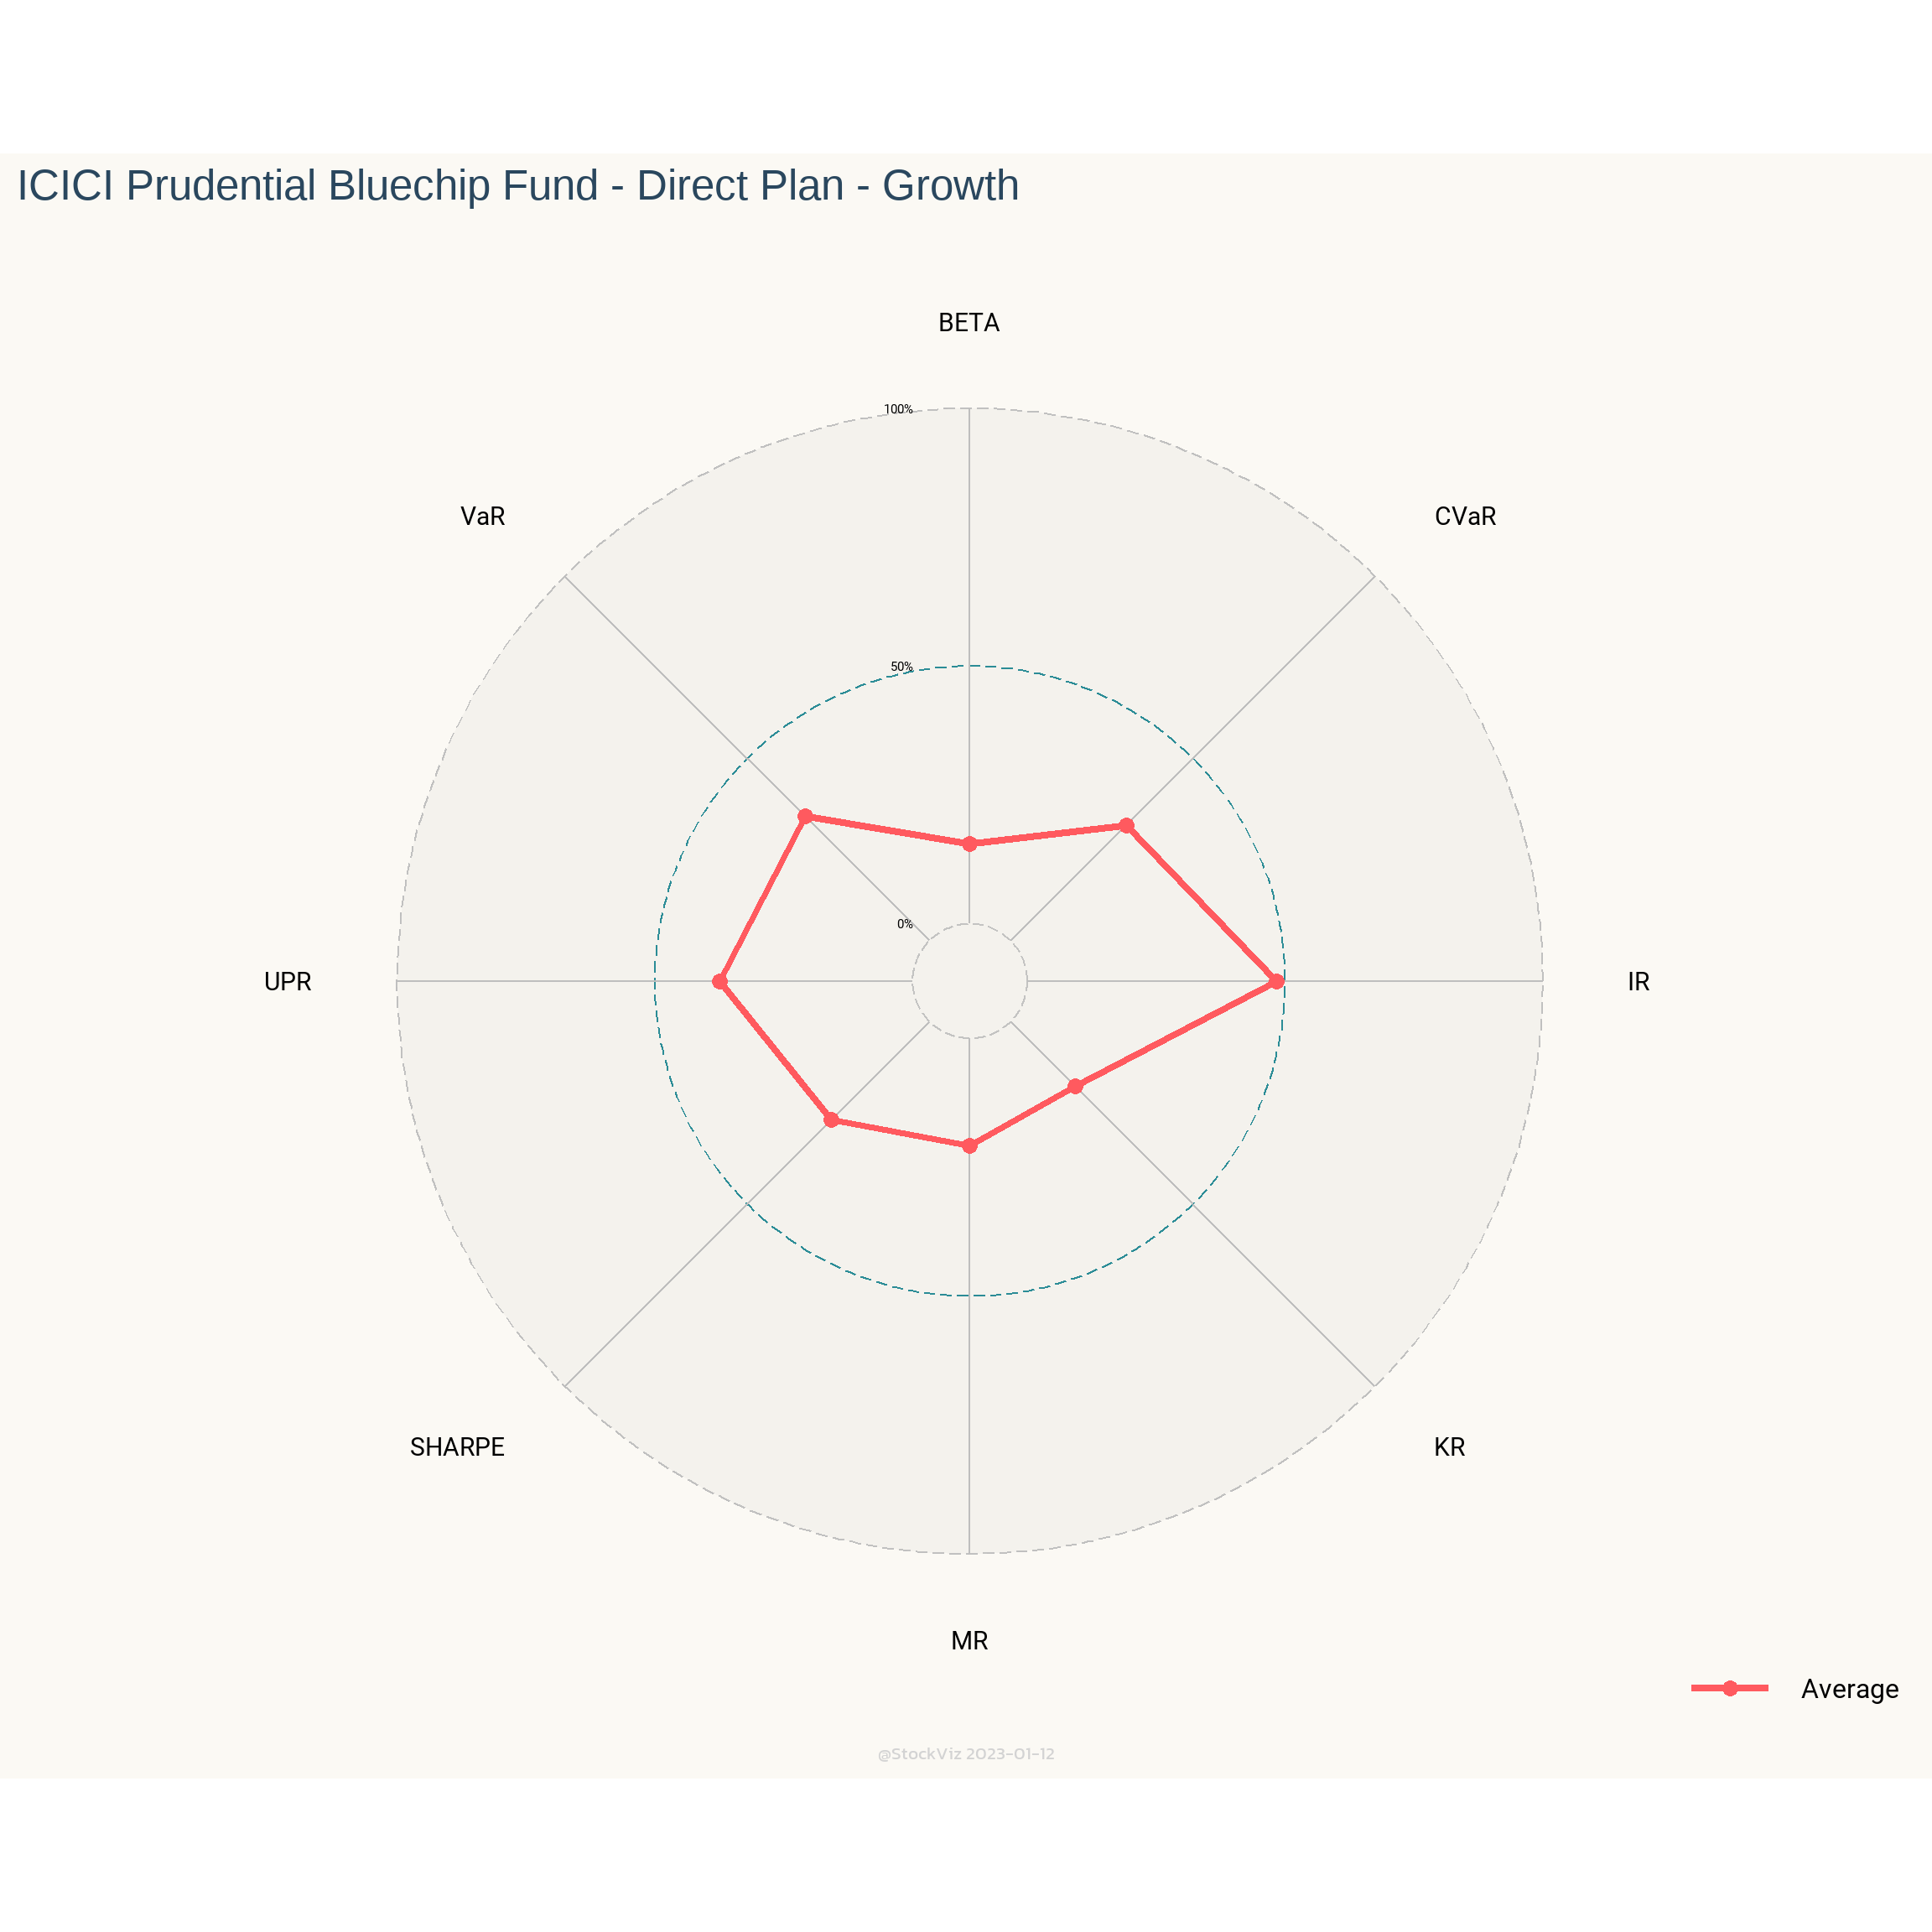 ICICI Prudential Bluechip Fund - Direct Plan - Growth
BETA
100%
VaR
CVaR
50%
0%
UPR
IR
SHARPE
KR
MR
Average
@StockViz 2023-01-12